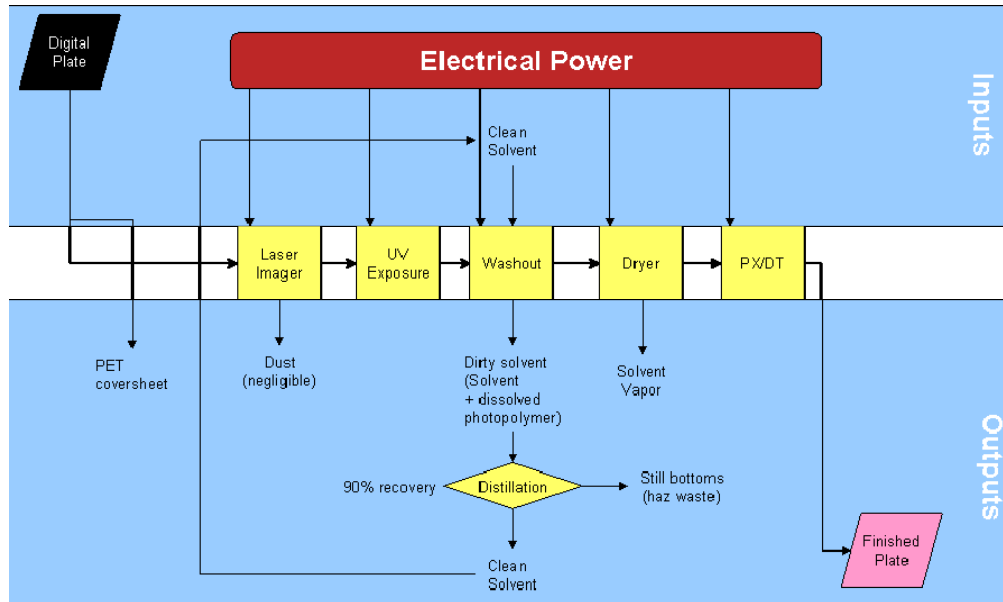 Digital
Plate
Electrical Power
Inputs
Clean
Solvent
Laser
Imager
UV
Exposure
Washout
Dryer
PX/DT
PET
coversheet
Dust
(negligible)
Dirty solvent
(Solvent
+ dissolved
photopolymer)
Solvent
Vapor
Outputs
90% recovery
Distillation
Still bottoms
(haz waste)
Finished
Plate
Clean
Solvent